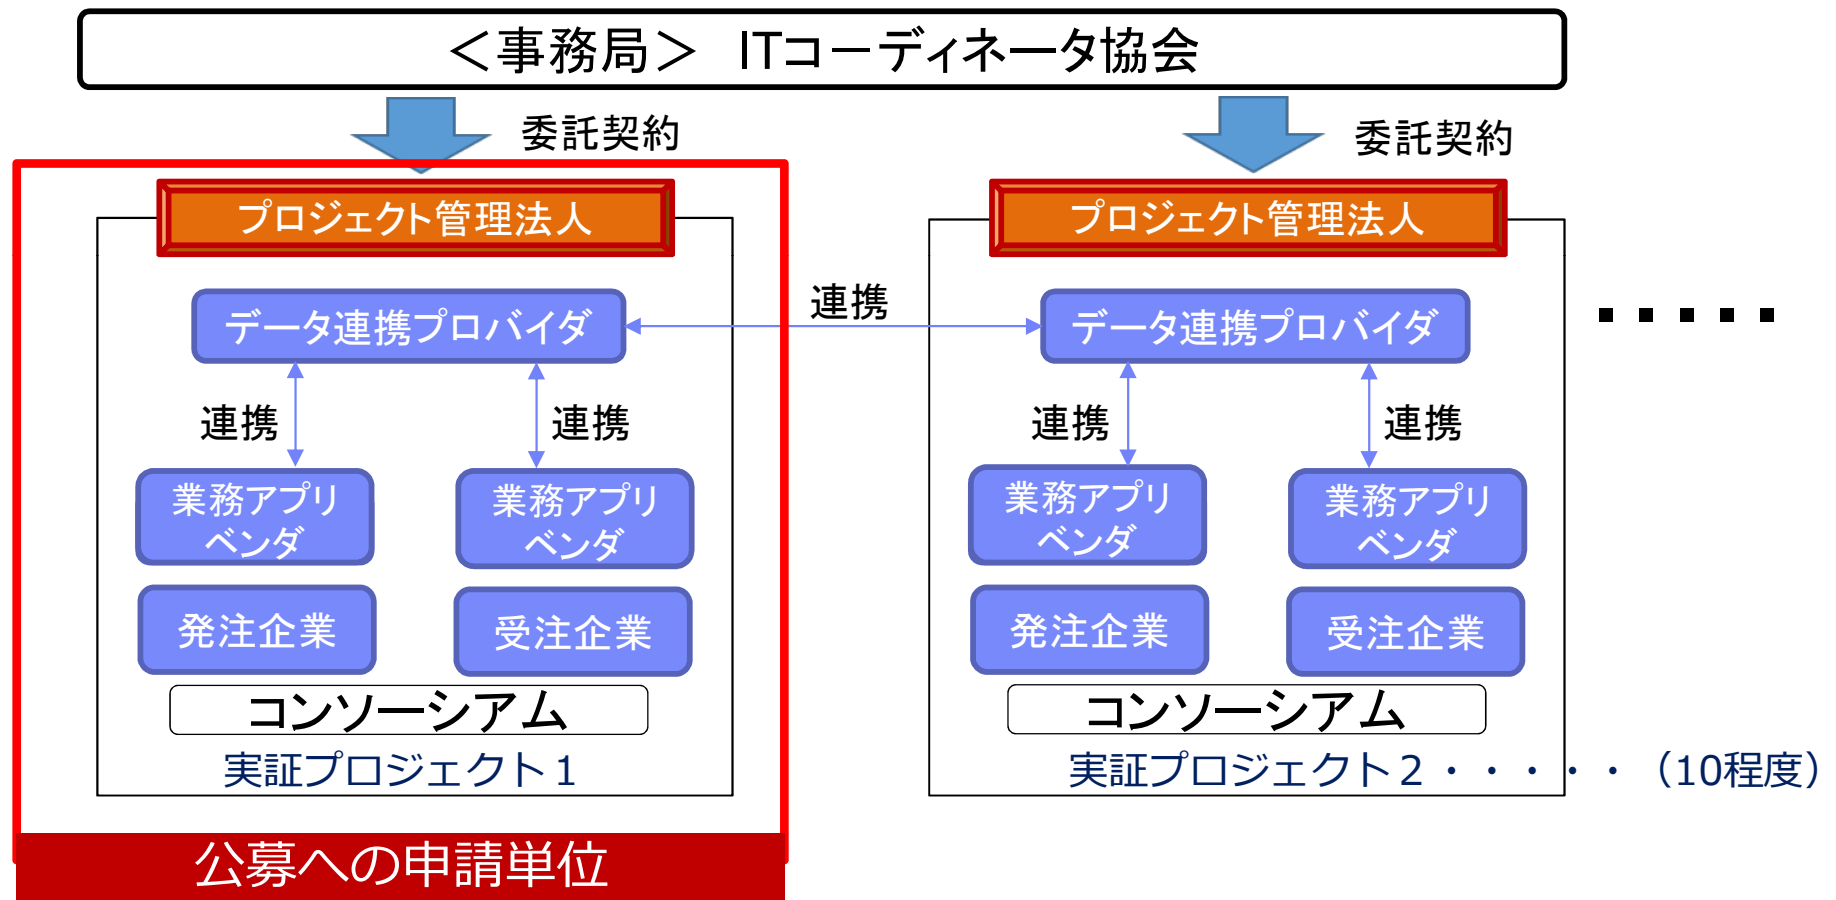 ＜事務局＞　ITコーディネータ協会
委託契約
委託契約
プロジェクト管理法人
プロジェクト管理法人
連携
データ連携プロバイダ
データ連携プロバイダ
・・・・・
連携
連携
連携
連携
業務アプリ
ベンダ
業務アプリ
ベンダ
業務アプリ
ベンダ
業務アプリ
ベンダ
発注企業
受注企業
発注企業
受注企業
コンソーシアム
コンソーシアム
実証プロジェクト１
実証プロジェクト２・・・・・・（10程度）
公募への申請単位